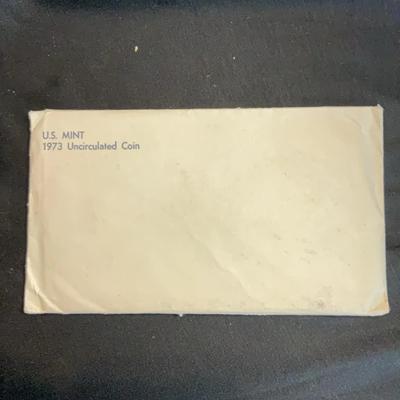 U.S. MINT
1973 Uncirculated Coin